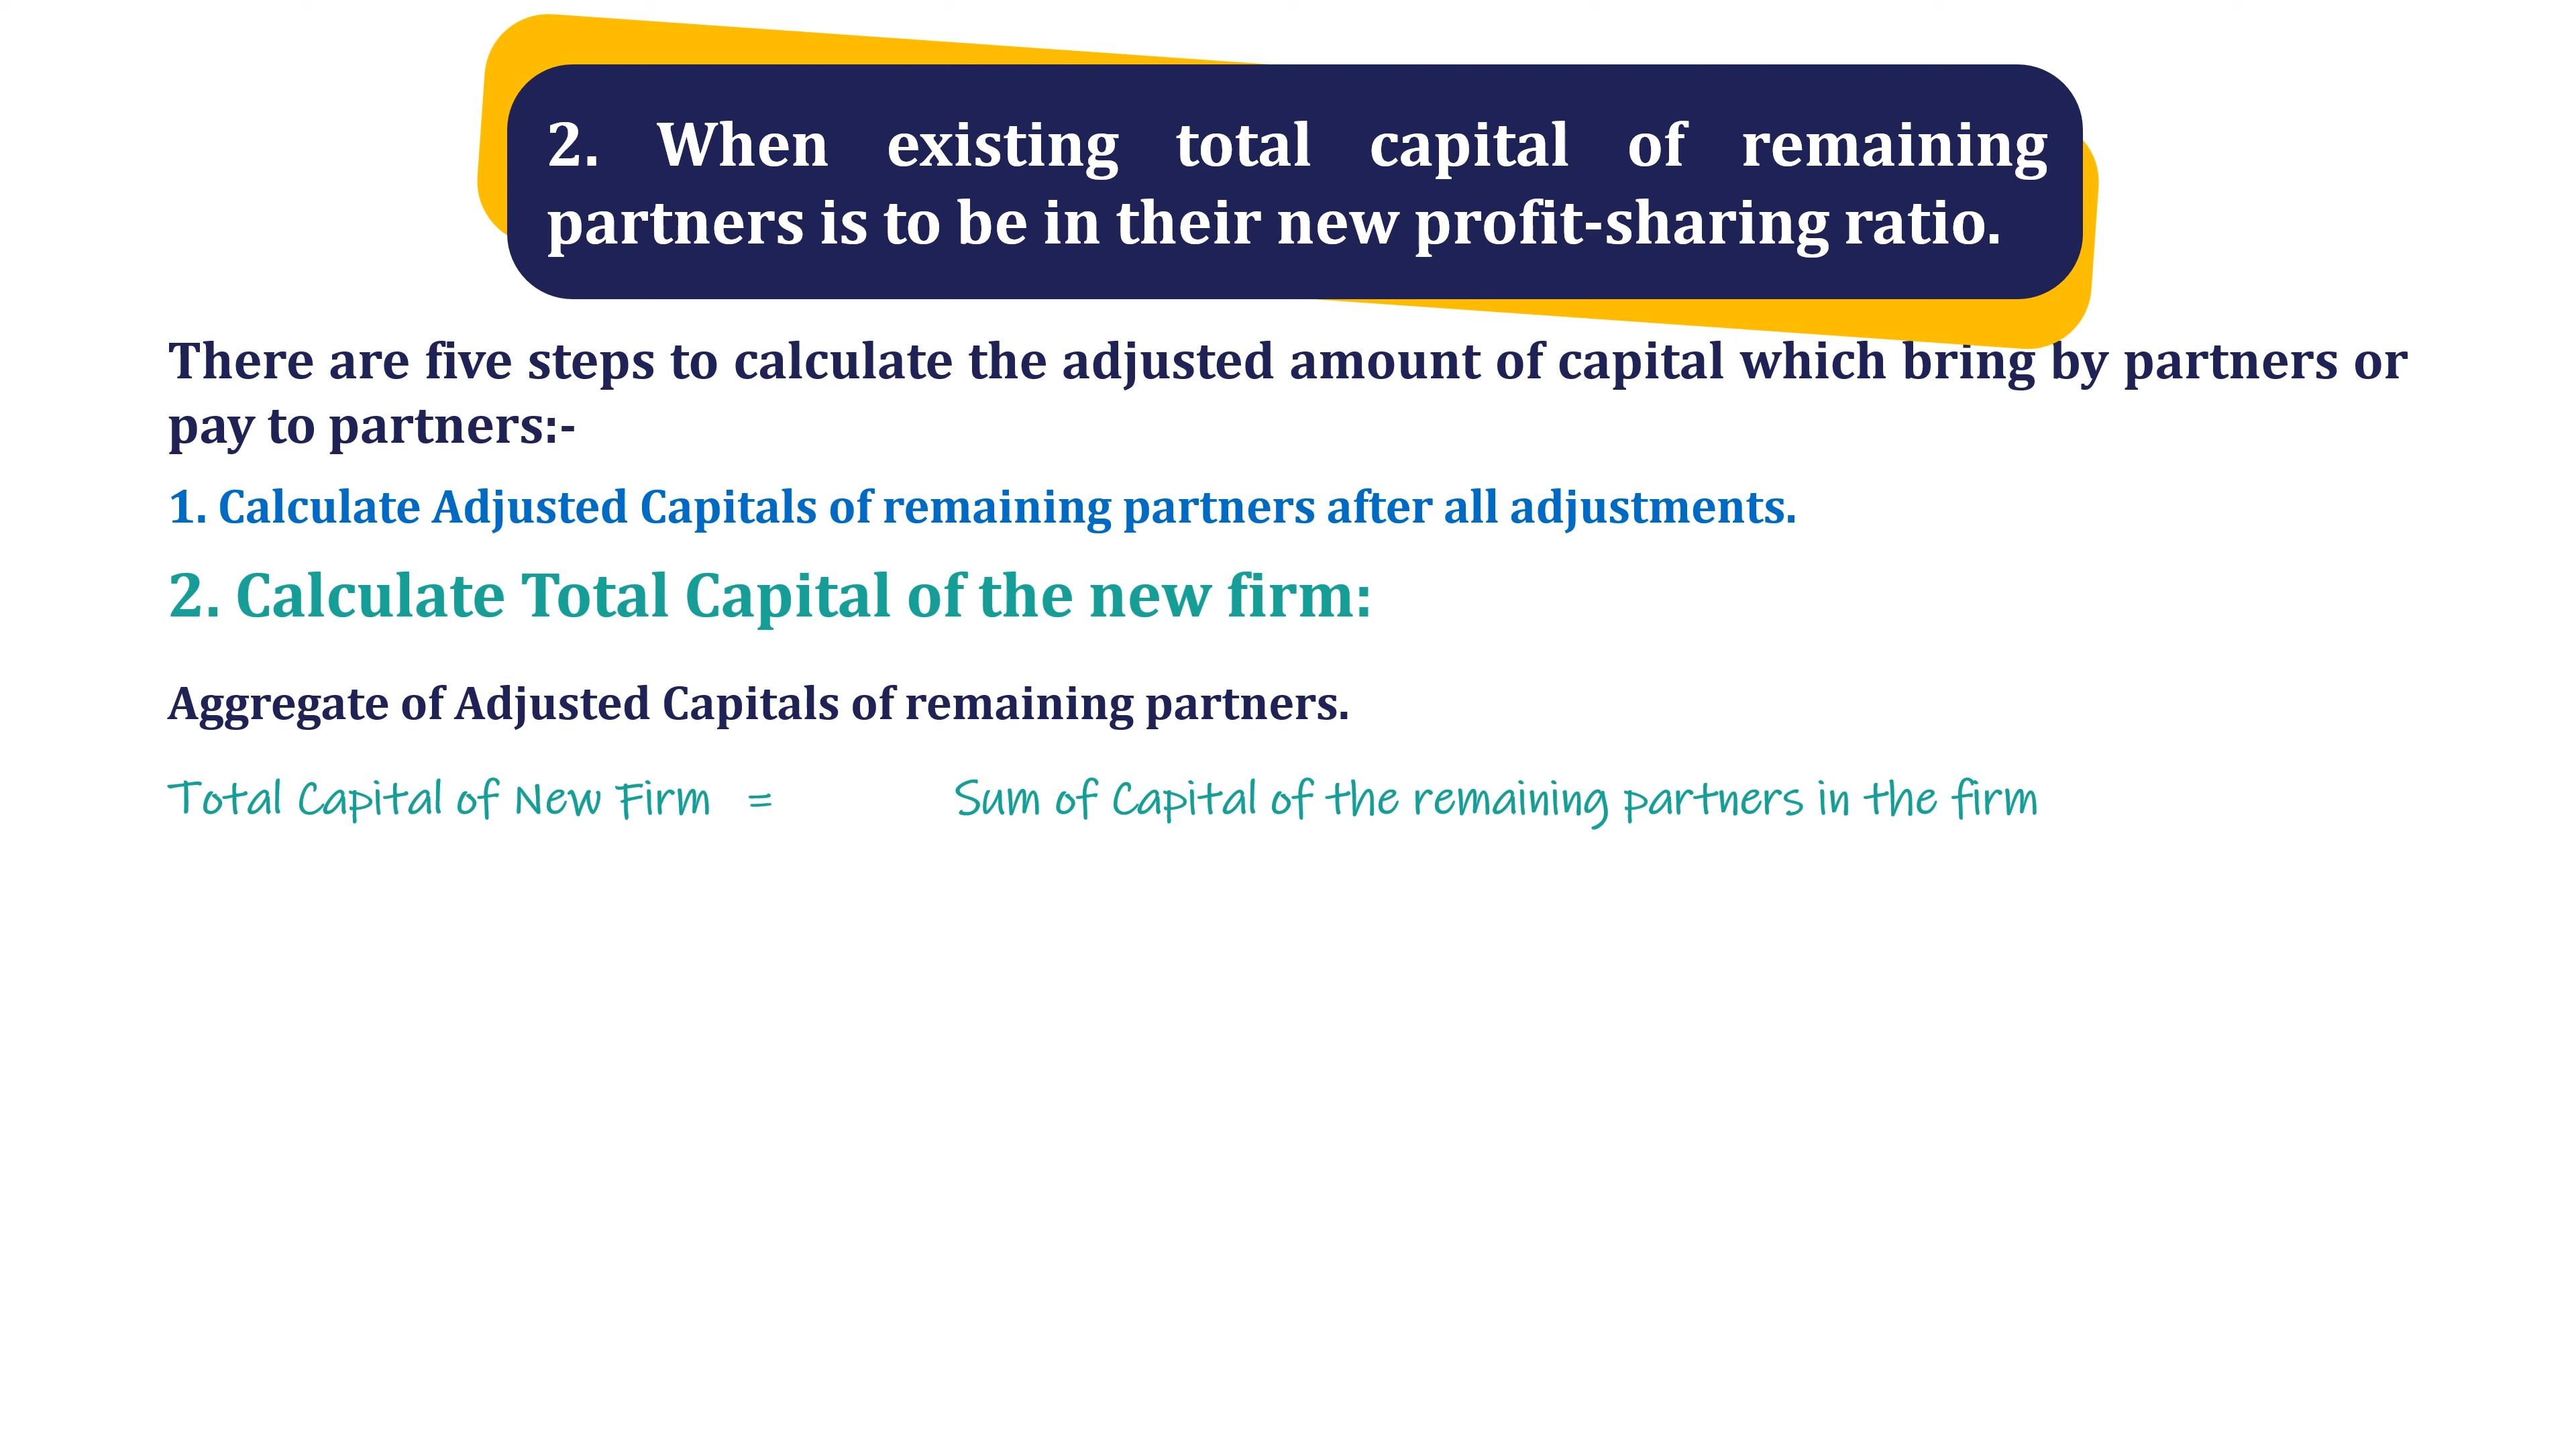 2. When existing total capital of remaining
partners is to be in their new profit-sharing ratio.
There are five steps to calculate the adjusted amount of capital which bring by partners or
pay to partners:-
1. Calculate Adjusted Capitals of remaining partners after all adjustments.
2. Calculate Total Capital of the new firm:
Aggregate of Adjusted Capitals of remaining partners.
Total Capital of New Firm = Sum of Capital of the remaining partners in the firm